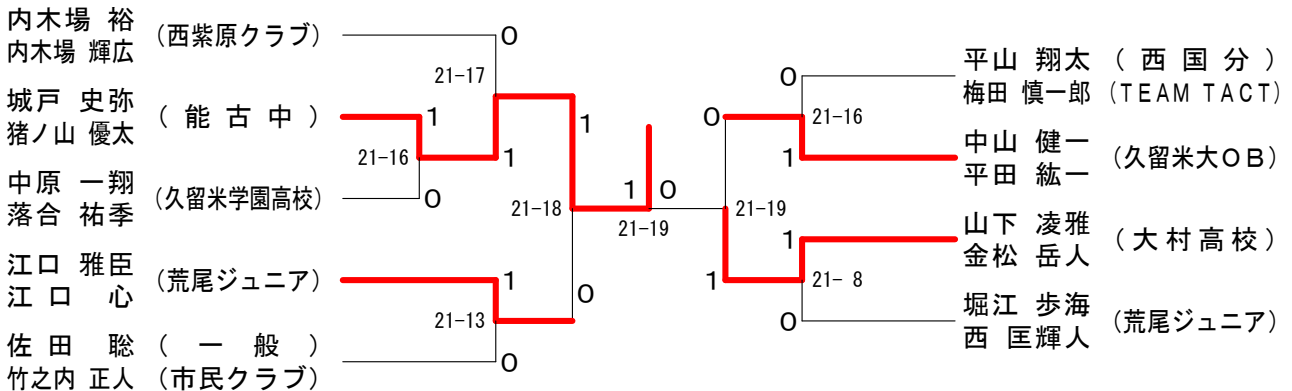 内木場 裕
内木場 輝広
(西紫原クラブ)
0
21-17
城戸 史弥
猪ノ山 優太
(能古中)
1
21-16
1
中原 一翔
落合 祐季
(久留米学園高校)
0
1
21-18
江口 雅臣
江口 心
(荒尾ジュニア)
1
21-13
0
佐田 聡
竹之内 正人
(一般)
(市民クラブ)
0
1
0
21-19
平山 翔太
梅田 慎一郎
(西国分)
(TEAM TACT)
0
21-16
0
中山 健一
平田 紘一
(久留米大OB)
1
21-19
山下 凌雅
金松 岳人
(大村高校)
1
21- 8
1
堀江 歩海
西 匡輝人
(荒尾ジュニア)
0